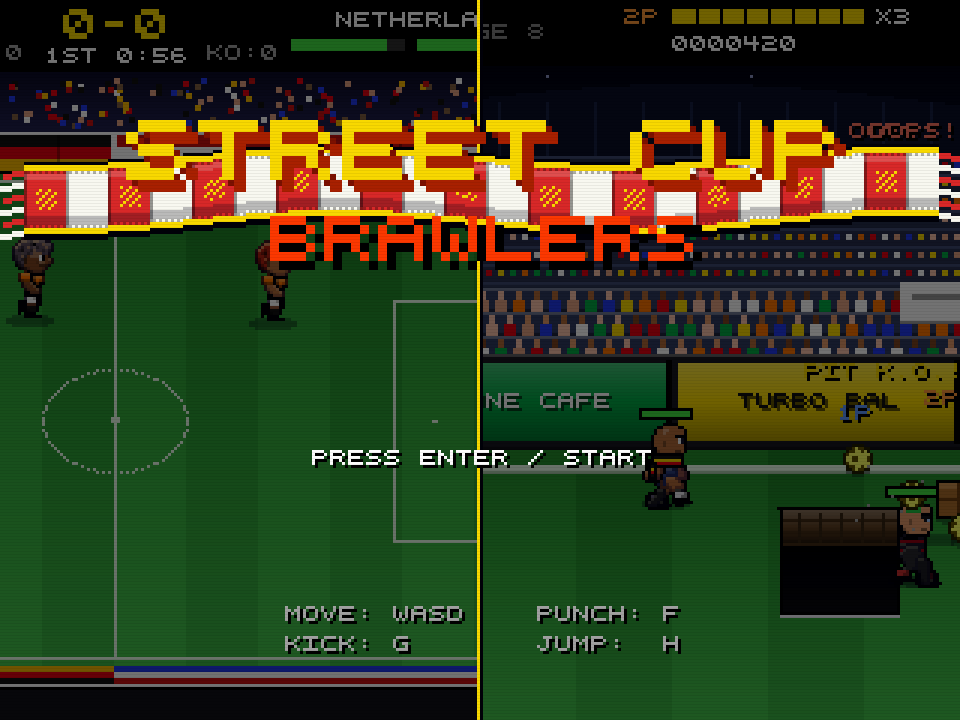 0-0
NETHERLA
0 1ST 0:56 KO:0
GE 8
2P X3
0000420
STREET CUP
OOOPS!
BRAWLERS
PIT K.O.
NE CAFE
TURBO BAL
1P
2P
PRESS ENTER / START
MOVE: WASD PUNCH: F
KICK: G JUMP: H